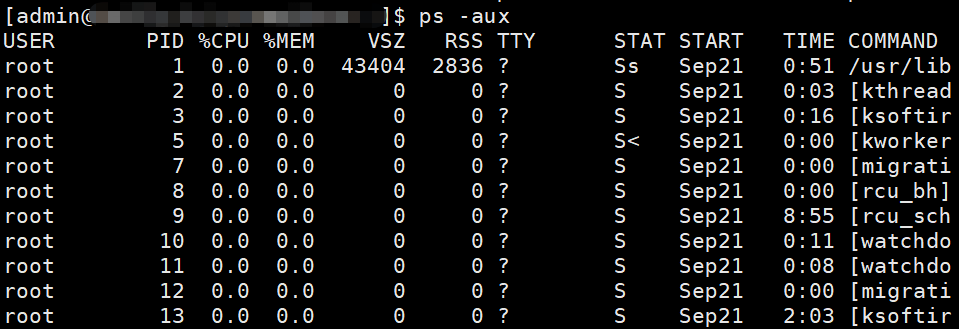 [admin@ ]$ ps -aux
USER PID %CPU %MEM VSZ RSS TTY STAT START TIME COMMAND
root 1 0.0 0.0 43404 2836 ? Ss Sep21 0:51 /usr/lib
root 2 0.0 0.0 0 0 ? S Sep21 0:03 [kthread
root 3 0.0 0.0 0 0 ? S Sep21 0:16 [ksoftir
root 5 0.0 0.0 0 0 ? S< Sep21 0:00 [kworker
root 7 0.0 0.0 0 0 ? S Sep21 0:00 [migrati
root 8 0.0 0.0 0 0 ? S Sep21 0:00 [rcu_bh]
root 9 0.0 0.0 0 0 ? S Sep21 8:55 [rcu_sch
root 10 0.0 0.0 0 0 ? S Sep21 0:11 [watchdo
root 11 0.0 0.0 0 0 ? S Sep21 0:08 [watchdo
root 12 0.0 0.0 0 0 ? S Sep21 0:00 [migrati
root 13 0.0 0.0 0 0 ? S Sep21 2:03 [ksoftir